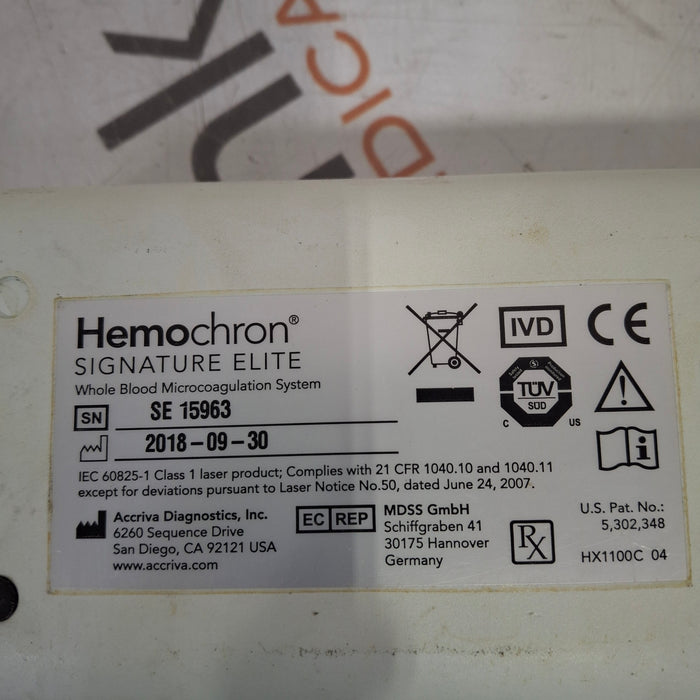 Hemochron®
SIGNATURE ELITE
Whole Blood Microcoagulation System
SN SE 15963
2018-09-30
IVD
CE
TÜV
SÜD
C US
IEC 60825-1 Class 1 laser product; Complies with 21 CFR 1040.10 and 1040.11
except for deviations pursuant to Laser Notice No.50, dated June 24, 2007.
Accriva Diagnostics, Inc.
6260 Sequence Drive
San Diego, CA 92121 USA
www.accriva.com
EC REP
MDSS GmbH
Schiffgraben 41
30175 Hannover
Germany
Rx
U.S. Pat. No.:
5,302,348
HX1100C 04